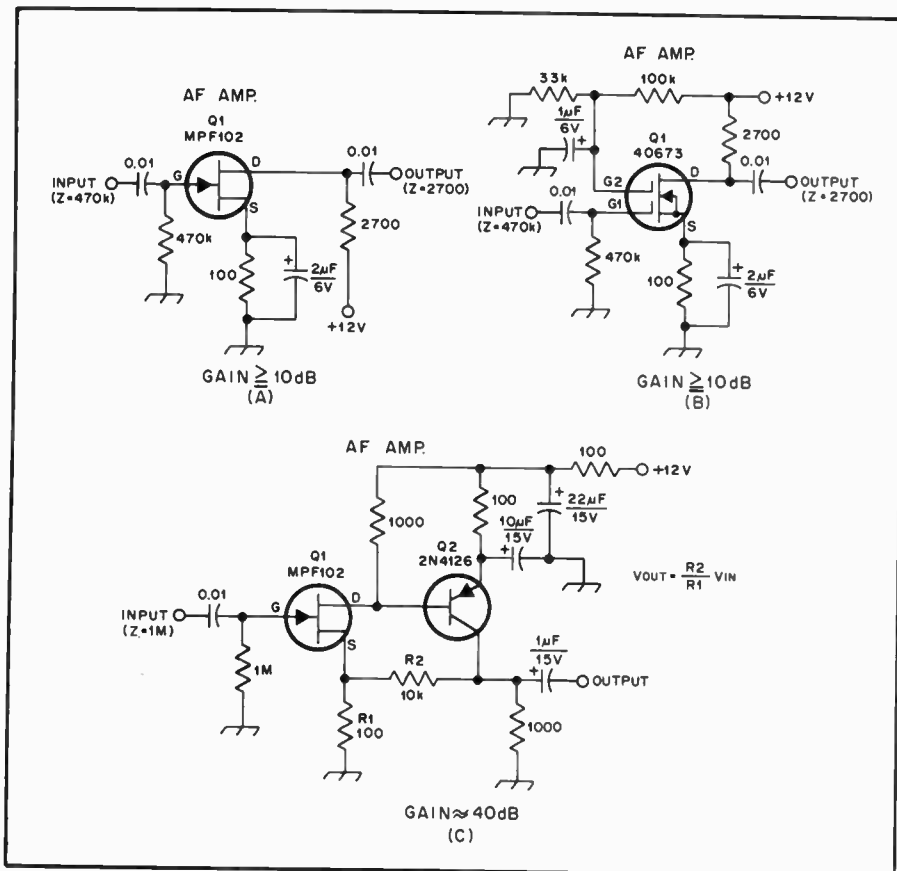 AF AMP.
Q1
MPF102
0.01
INPUT
(Z=470k)
G
D
S
470k
100
+
2µF
6V
0.01
OUTPUT
(Z=2700)
2700
+12V
GAIN ≧ 10dB
(A)
AF AMP.
33k
100k
+12V
1µF
6V
+
2700
Q1
40673
G2
D
0.01
OUTPUT
(Z=2700)
G1
0.01
INPUT
(Z=470k)
S
470k
100
+
2µF
6V
GAIN ≧ 10dB
(B)
AF AMP.
100
+12V
1000
100
+
22µF
15V
10µF
15V
+
Q2
2N4126
Q1
MPF102
VOUT = R2/R1 VIN
0.01
INPUT
(Z=1M)
G
D
S
1M
R2
10k
1µF
15V
+
OUTPUT
R1
100
1000
GAIN≈40dB
(C)